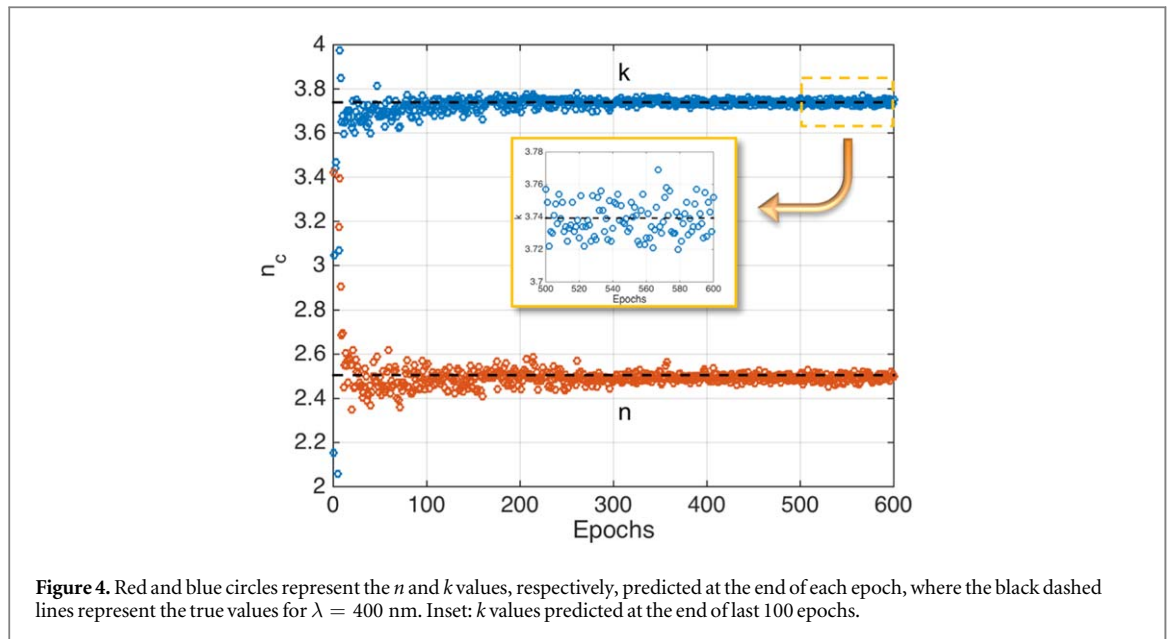 4
3.8
3.6
3.4
3.2
3
2.8
2.6
2.4
2.2
2
n_c
k
n
0 100 200 300 400 500 600
Epochs
3.78
3.76
3.74
3.72
3.7
k
500 520 540 560 580 600
Epochs
Figure 4. Red and blue circles represent the n and k values, respectively, predicted at the end of each epoch, where the black dashed
lines represent the true values for λ = 400 nm. Inset: k values predicted at the end of last 100 epochs.